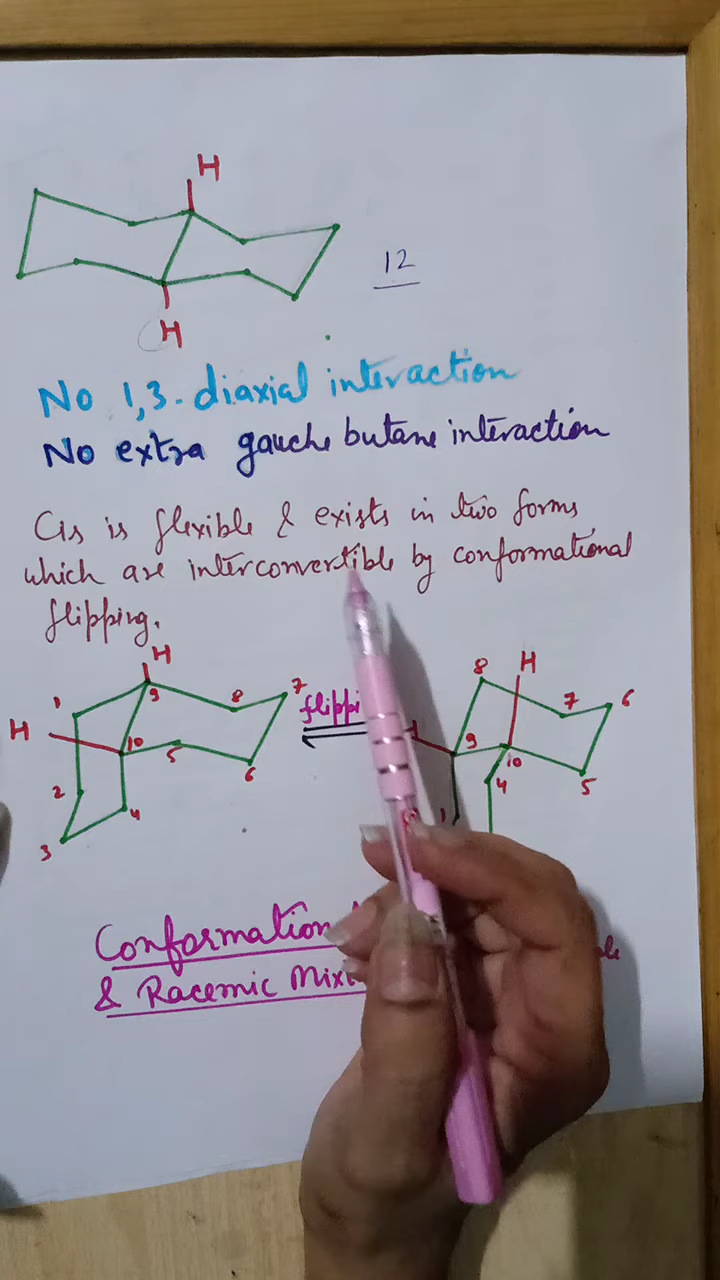 H
12
H
No 1,3-diaxial interaction
No extra gauche butane interaction
Cis is flexible & exists in two forms
which are interconvertible by conformational
flipping.
H
1
9
8
7
H
10
5
6
2
4
3
8
H
7
6
9
10
4
5
Conformation
& Racemic